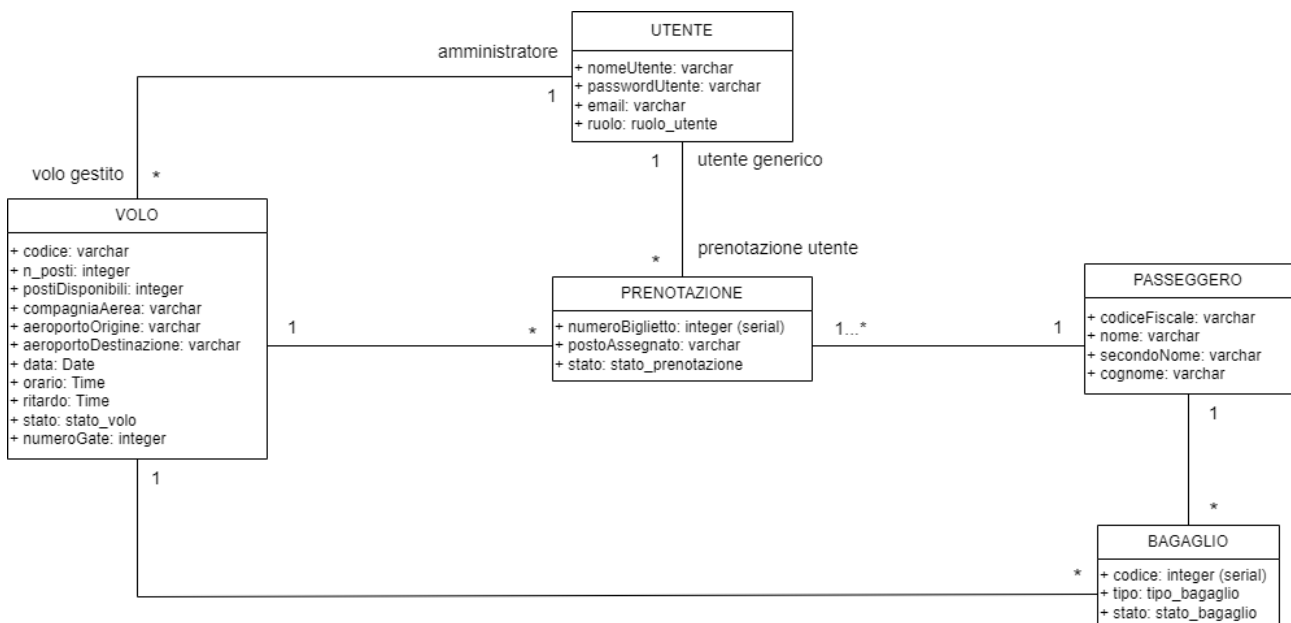 UTENTE
+ nomeUtente: varchar
+ passwordUtente: varchar
+ email: varchar
+ ruolo: ruolo_utente
amministratore
1
1
utente generico
volo gestito
*
VOLO
+ codice: varchar
+ n_posti: integer
+ postiDisponibili: integer
+ compagniaAerea: varchar
+ aeroportoOrigine: varchar
+ aeroportoDestinazione: varchar
+ data: Date
+ orario: Time
+ ritardo: Time
+ stato: stato_volo
+ numeroGate: integer
prenotazione utente
*
1
*
PRENOTAZIONE
+ numeroBiglietto: integer (serial)
+ postoAssegnato: varchar
+ stato: stato_prenotazione
1...*
1
PASSEGGERO
+ codiceFiscale: varchar
+ nome: varchar
+ secondoNome: varchar
+ cognome: varchar
1
*
1
*
BAGAGLIO
+ codice: integer (serial)
+ tipo: tipo_bagaglio
+ stato: stato_bagaglio